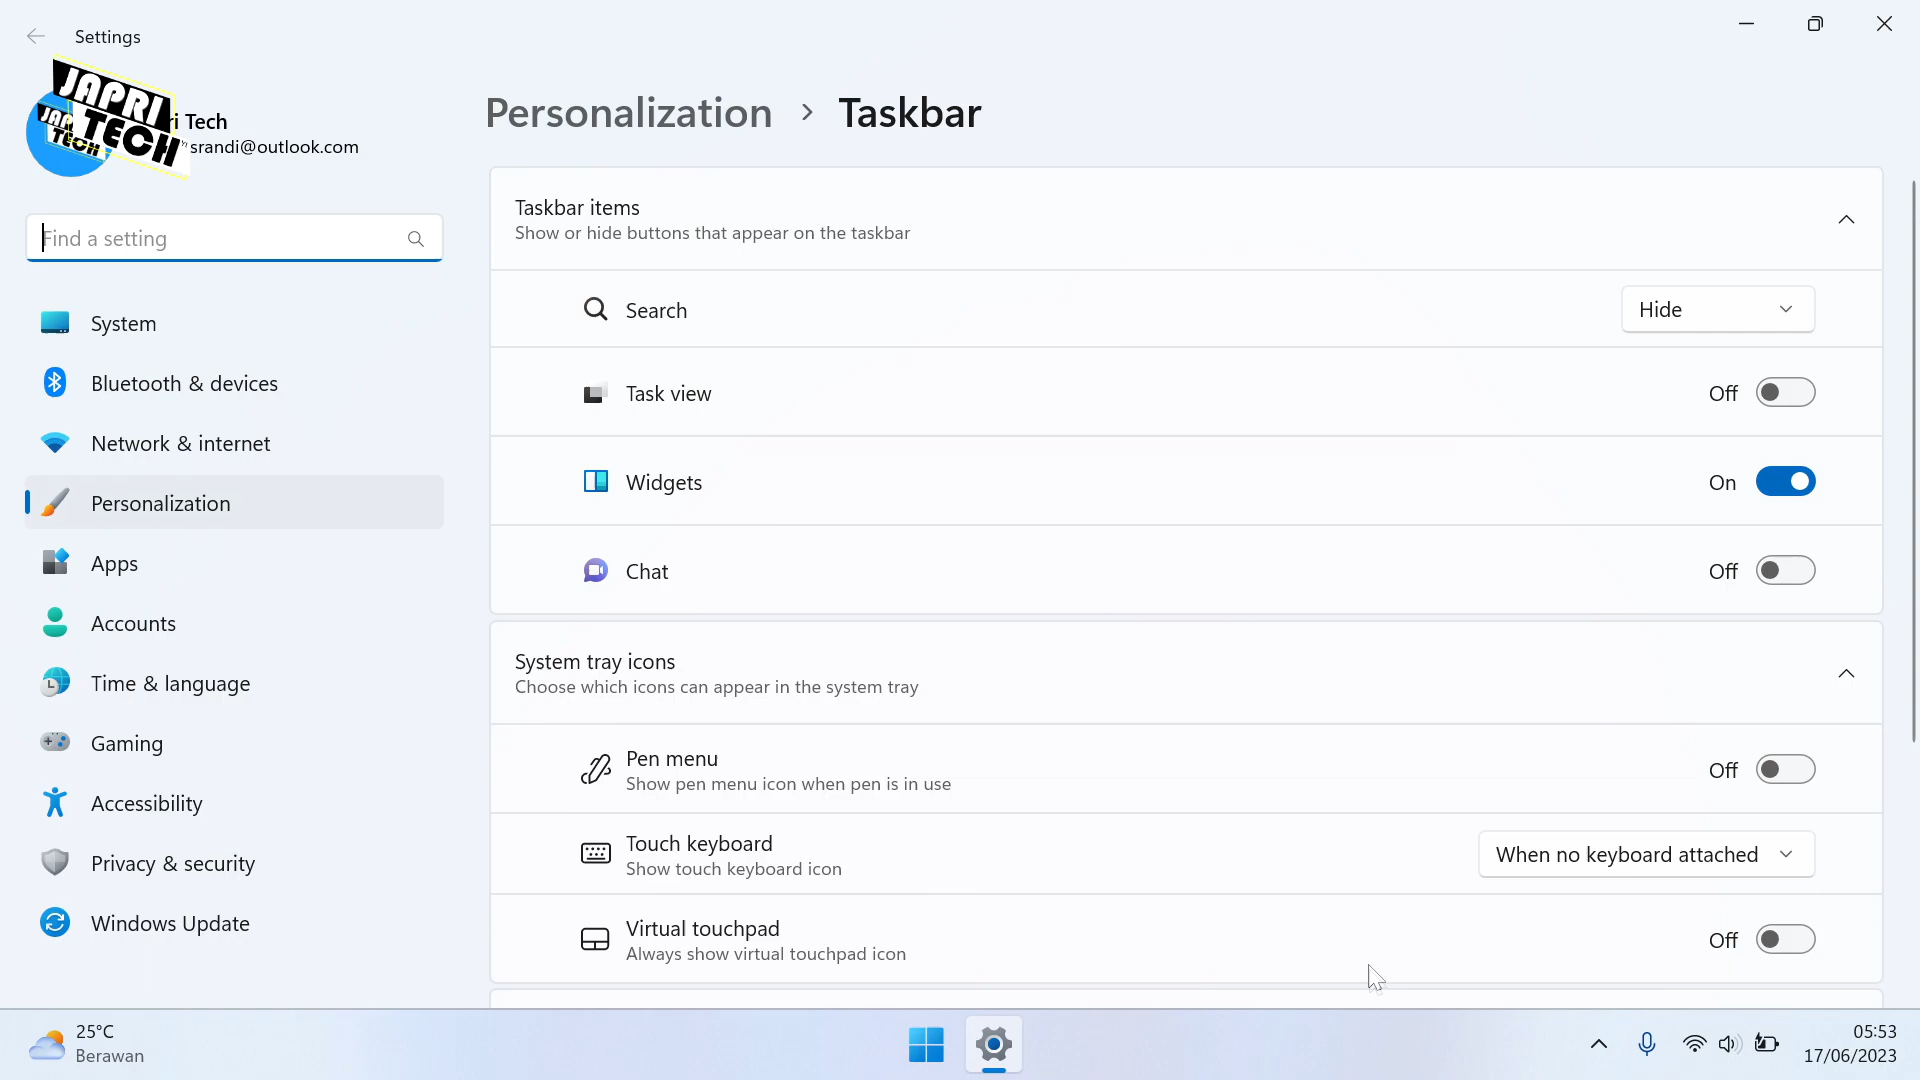 Settings
JAPRI
TECH
JAP
TECH
ri Tech
srandi@outlook.com
Find a setting
System
Bluetooth & devices
Network & internet
Personalization
Apps
Accounts
Time & language
Gaming
Accessibility
Privacy & security
Windows Update
Personalization > Taskbar
Taskbar items
Show or hide buttons that appear on the taskbar
Search
Hide
Task view
Off
Widgets
On
Chat
Off
System tray icons
Choose which icons can appear in the system tray
Pen menu
Show pen menu icon when pen is in use
Off
Touch keyboard
Show touch keyboard icon
When no keyboard attached
Virtual touchpad
Always show virtual touchpad icon
Off
25°C
Berawan
05:53
17/06/2023